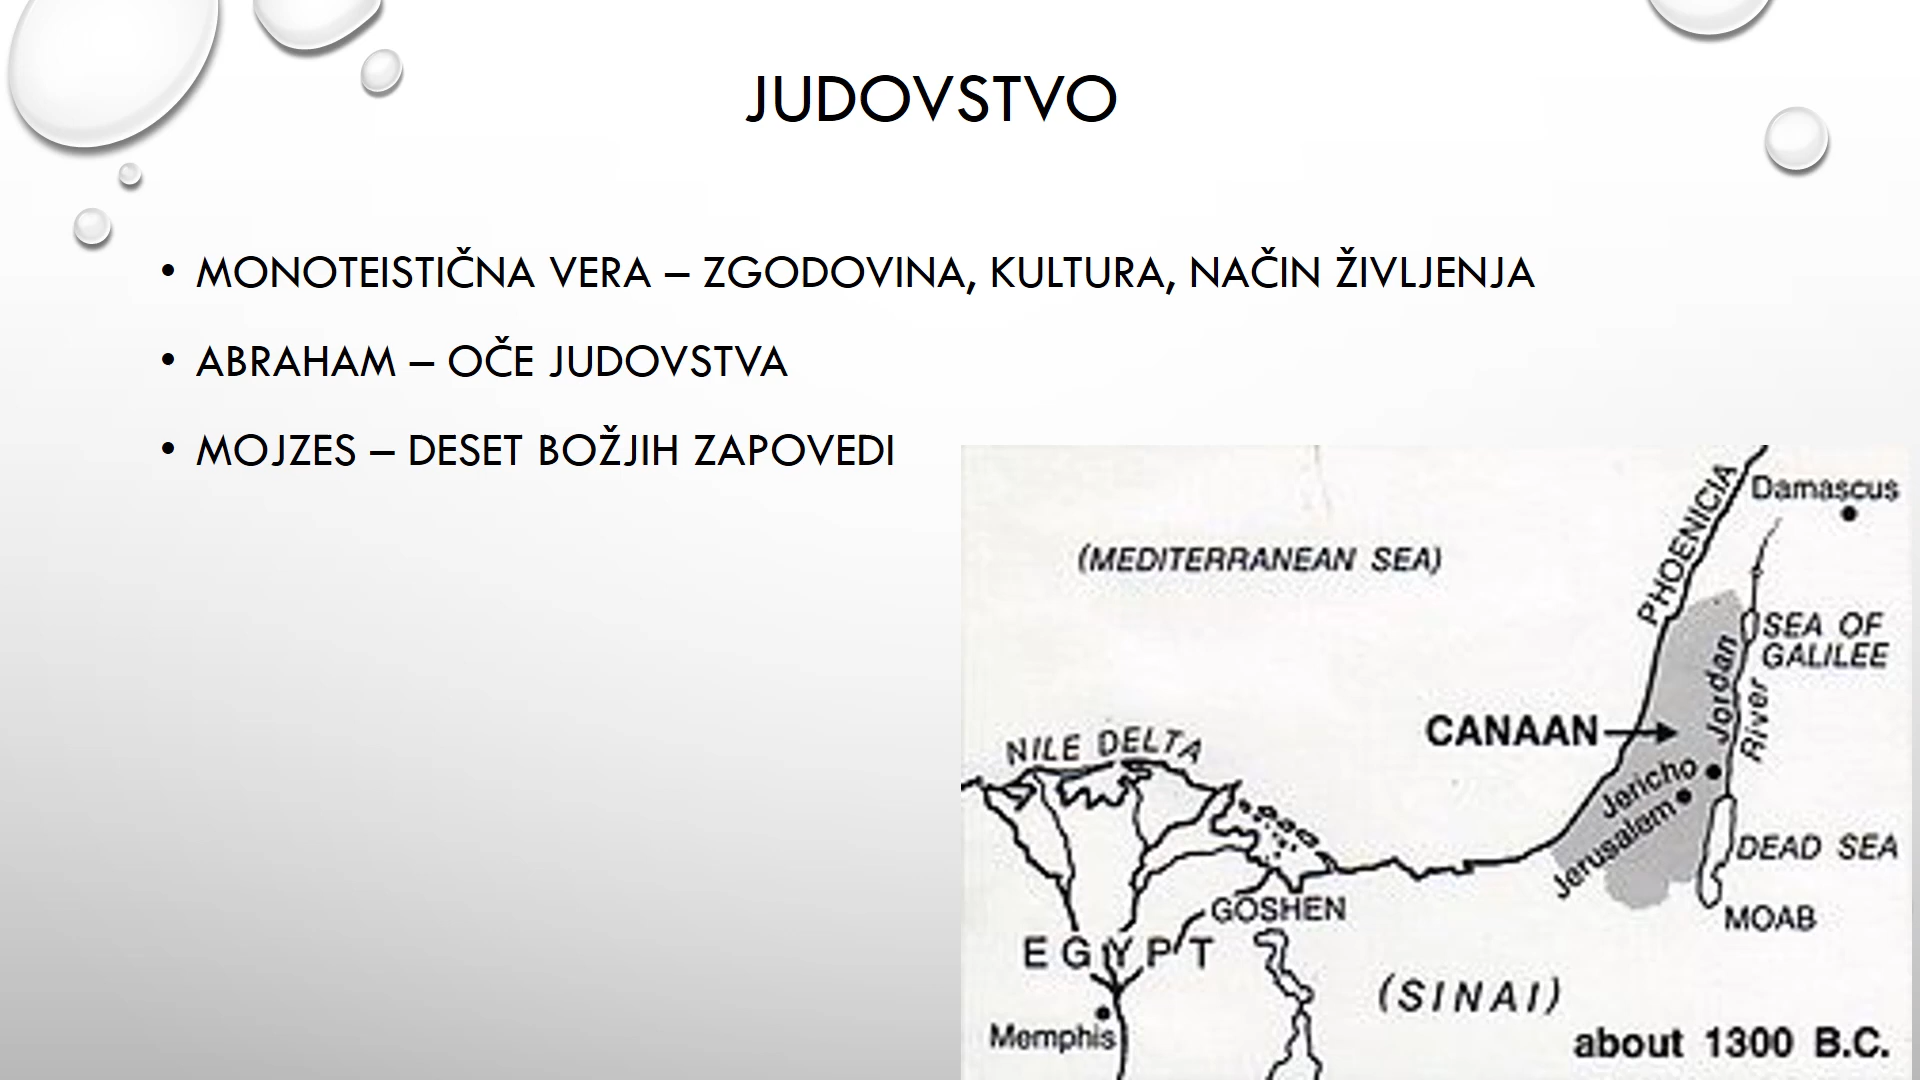 JUDOVSTVO
• MONOTEISTIČNA VERA – ZGODOVINA, KULTURA, NAČIN ŽIVLJENJA
• ABRAHAM – OČE JUDOVSTVA
• MOJZES – DESET BOŽJIH ZAPOVEDI
PHOENICIA
Damascus
(MEDITERRANEAN SEA)
SEA OF
GALILEE
Jordan
River
CANAAN
NILE DELTA
Jericho
Jerusalem
DEAD SEA
GOSHEN
MOAB
EGYPT
(SINAI)
Memphis
about 1300 B.C.